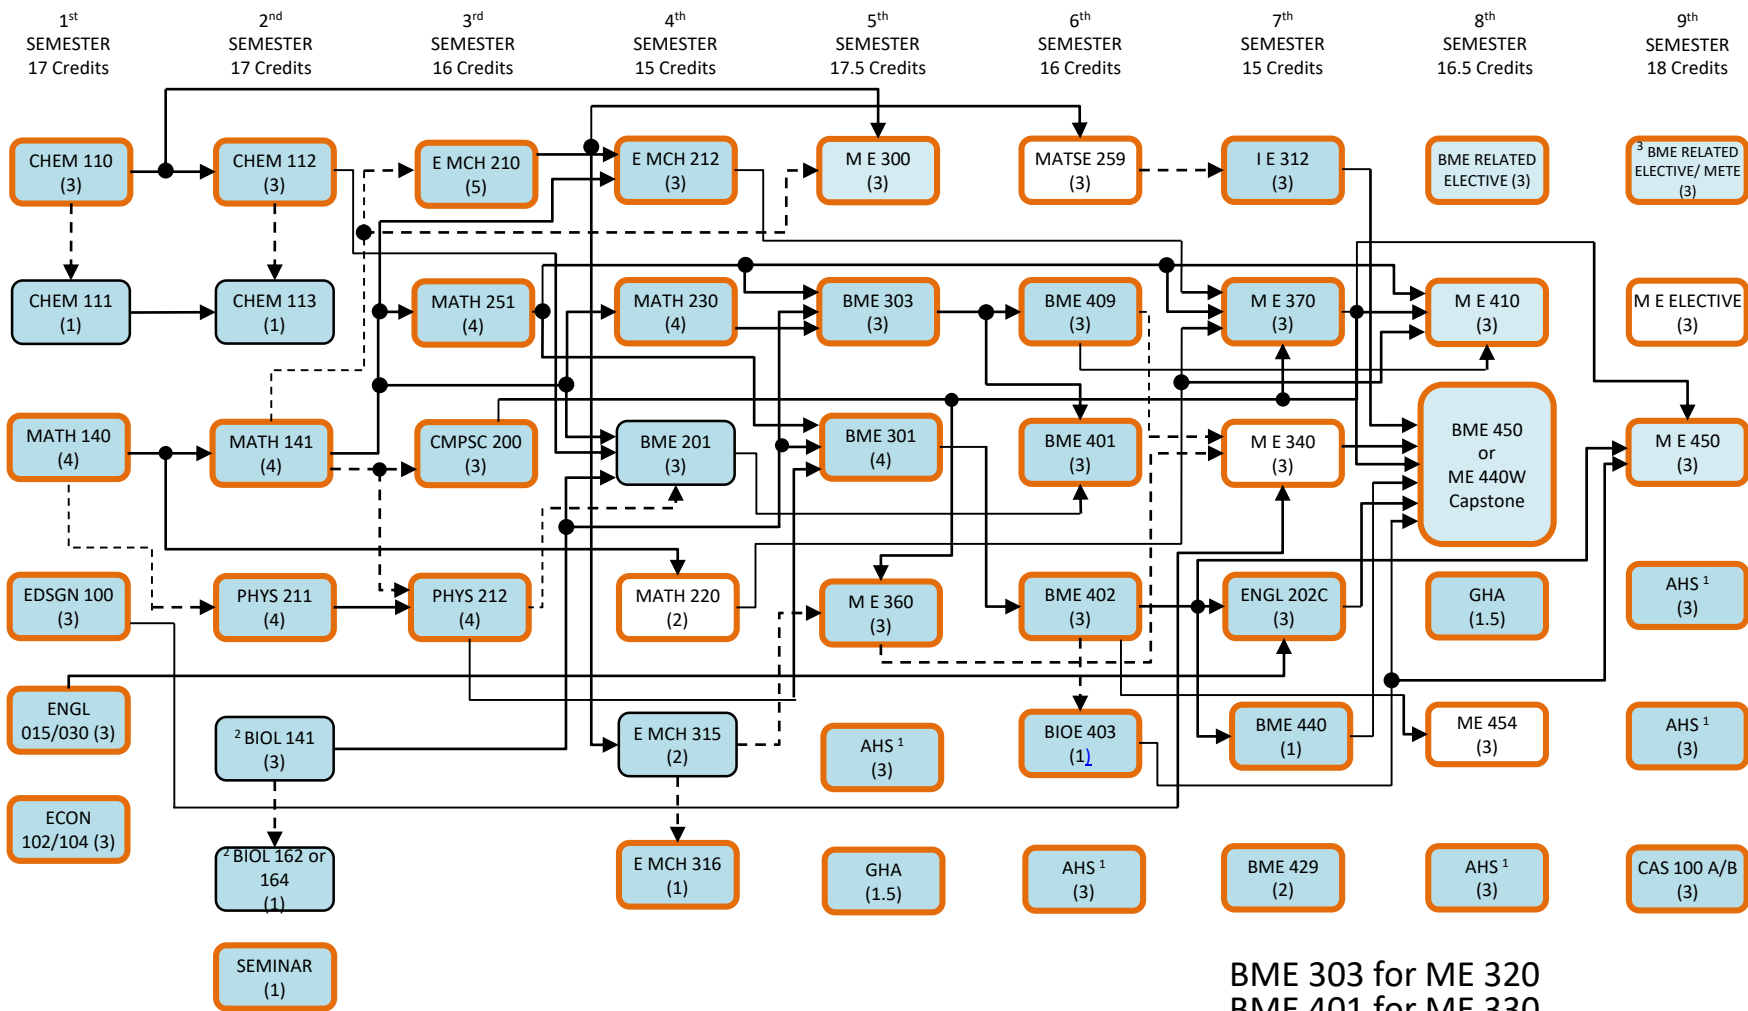 1st
SEMESTER
17 Credits
2nd
SEMESTER
17 Credits
3rd
SEMESTER
16 Credits
4th
SEMESTER
15 Credits
5th
SEMESTER
17.5 Credits
6th
SEMESTER
16 Credits
7th
SEMESTER
15 Credits
8th
SEMESTER
16.5 Credits
9th
SEMESTER
18 Credits
CHEM 110
(3)
CHEM 112
(3)
E MCH 210
(5)
E MCH 212
(3)
M E 300
(3)
MATSE 259
(3)
I E 312
(3)
BME RELATED
ELECTIVE (3)
3 BME RELATED
ELECTIVE/ METE
(3)
CHEM 111
(1)
CHEM 113
(1)
MATH 251
(4)
MATH 230
(4)
BME 303
(3)
BME 409
(3)
M E 370
(3)
M E 410
(3)
M E ELECTIVE
(3)
MATH 140
(4)
MATH 141
(4)
CMPSC 200
(3)
BME 201
(3)
BME 301
(4)
BME 401
(3)
M E 340
(3)
BME 450
or
ME 440W
Capstone
M E 450
(3)
EDSGN 100
(3)
PHYS 211
(4)
PHYS 212
(4)
MATH 220
(2)
M E 360
(3)
BME 402
(3)
ENGL 202C
(3)
GHA
(1.5)
AHS 1
(3)
ENGL
015/030 (3)
2 BIOL 141
(3)
E MCH 315
(2)
AHS 1
(3)
BIOE 403
(1)
BME 440
(1)
ME 454
(3)
AHS 1
(3)
ECON
102/104 (3)
2 BIOL 162 or
164
(1)
E MCH 316
(1)
GHA
(1.5)
AHS 1
(3)
BME 429
(2)
AHS 1
(3)
CAS 100 A/B
(3)
SEMINAR
(1)
BME 303 for ME 320
BME 401 for ME 330